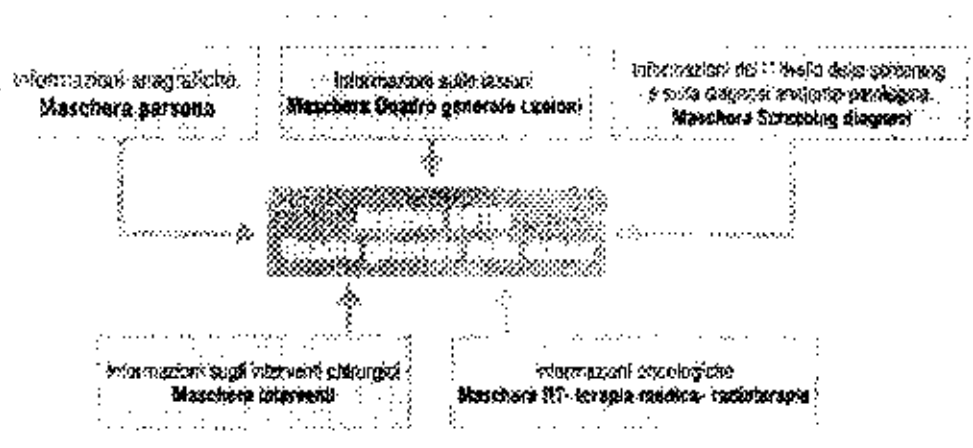 Informazioni anagrafiche
Maschera persona
Informazioni sulle lesioni
Maschera Quadro generale Lesioni
Informazioni del II livello dello screening
e sulla diagnosi anatomo patologica
Maschera Screening diagnosi
Informazioni sugli interventi chirurgici
Maschera Interventi
Informazioni oncologiche
Maschera RT- terapia medica- radioterapia